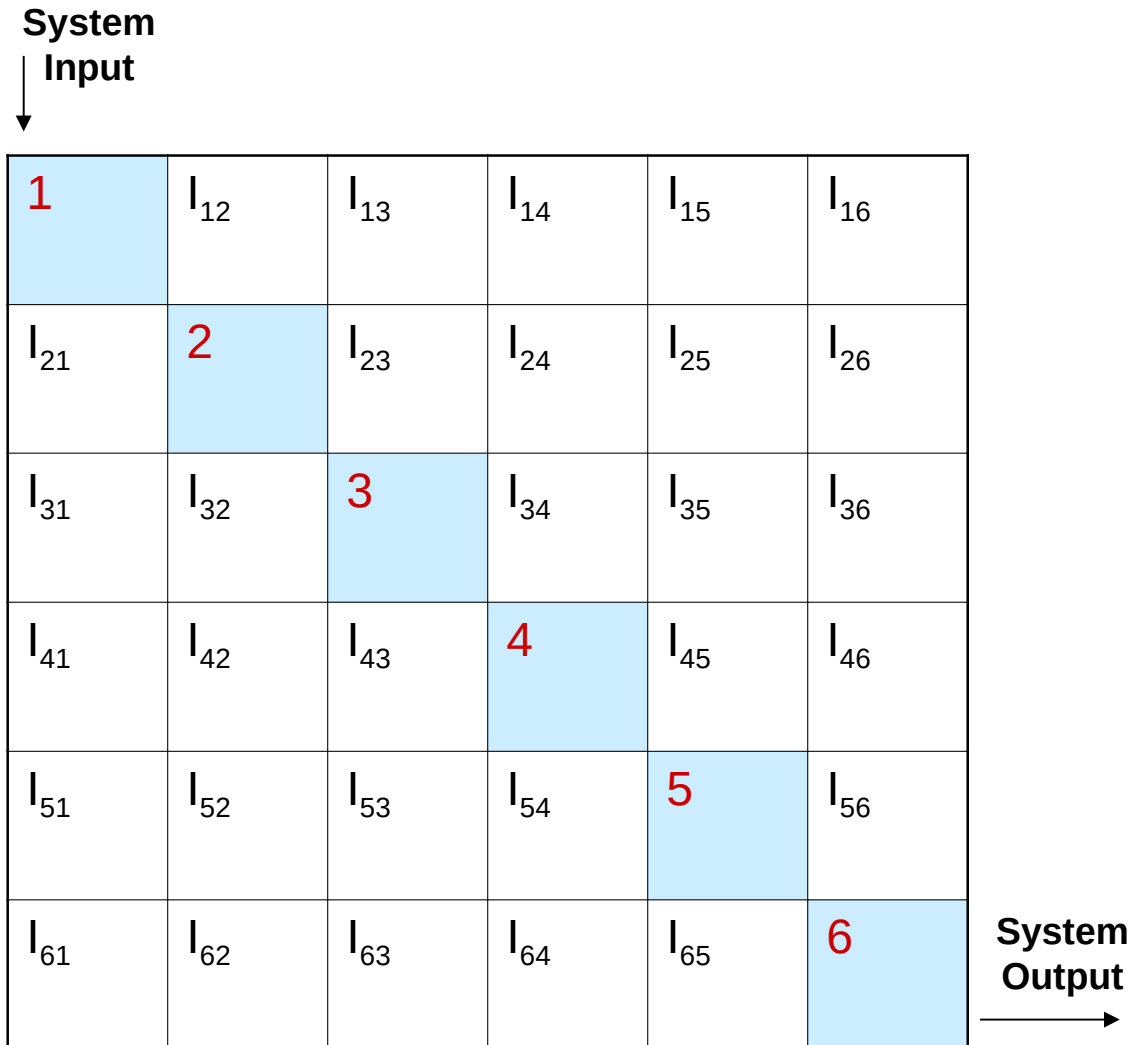 System
Input
1 I12 I13 I14 I15 I16
I21 2 I23 I24 I25 I26
I31 I32 3 I34 I35 I36
I41 I42 I43 4 I45 I46
I51 I52 I53 I54 5 I56
I61 I62 I63 I64 I65 6
System
Output